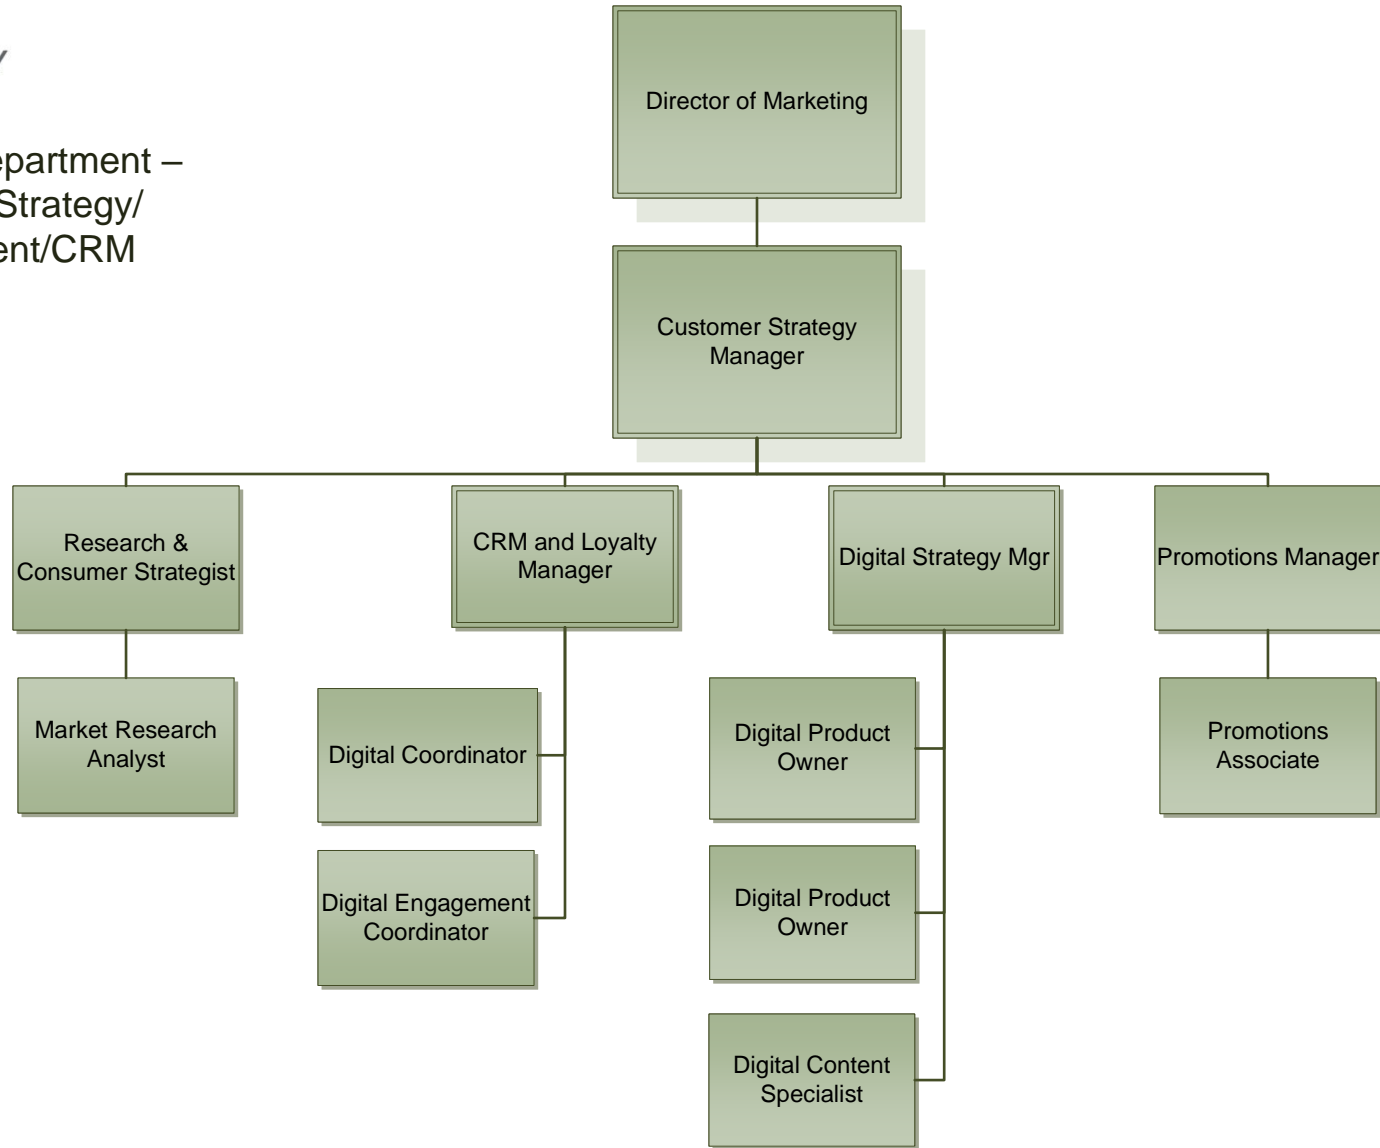 Director of Marketing
epartment –
Strategy/
ent/CRM
Customer Strategy
Manager
Research &
Consumer Strategist
CRM and Loyalty
Manager
Digital Strategy Mgr
Promotions Manager
Market Research
Analyst
Digital Coordinator
Digital Product
Owner
Promotions
Associate
Digital Engagement
Coordinator
Digital Product
Owner
Digital Content
Specialist